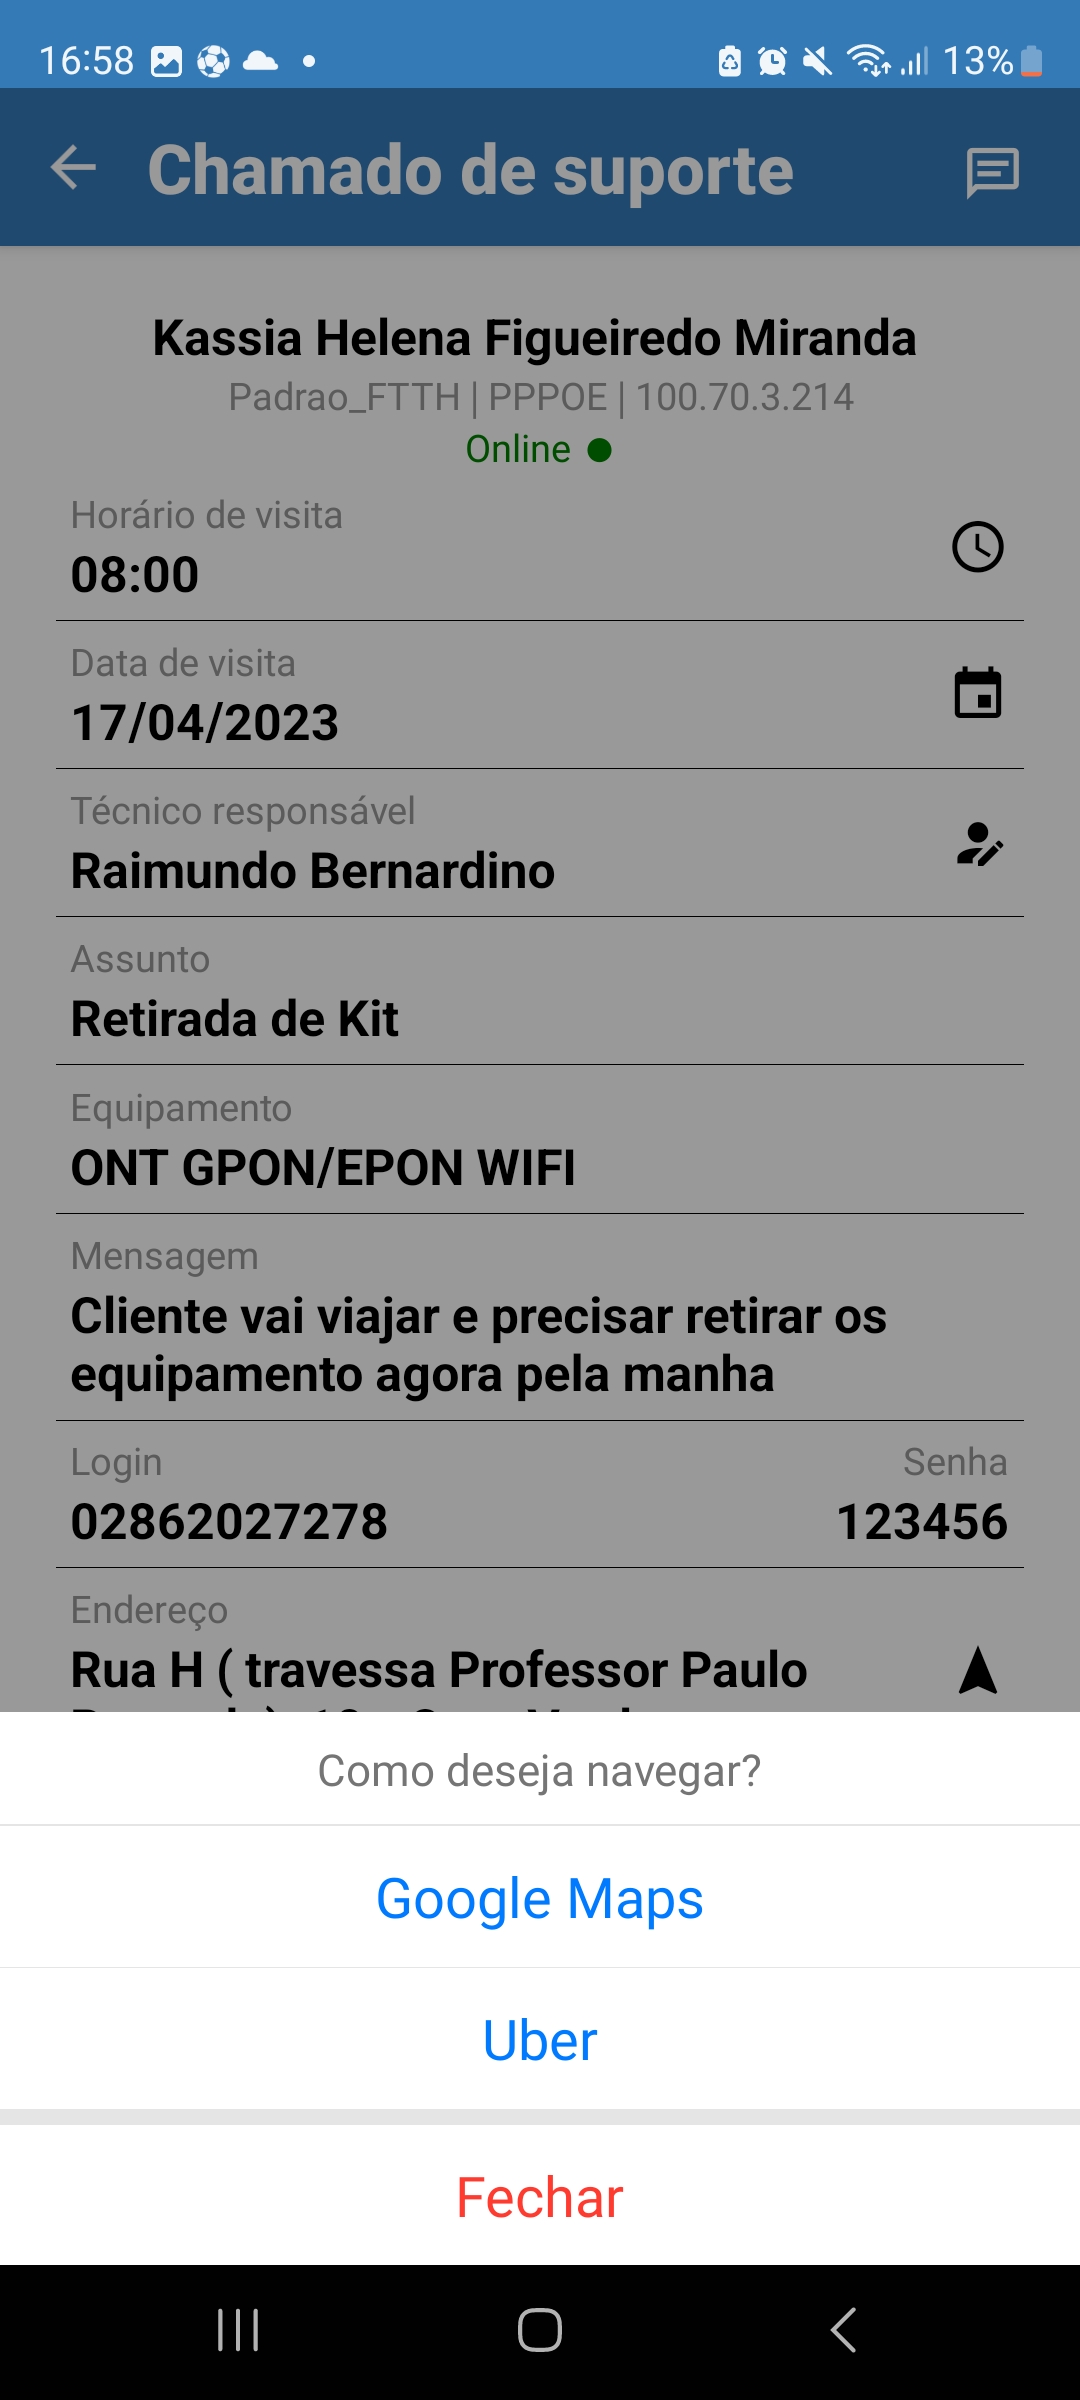 16:58
13%
Chamado de suporte
Kassia Helena Figueiredo Miranda
Padrao_FTTH | PPPOE | 100.70.3.214
Online
Horário de visita
08:00
Data de visita
17/04/2023
Técnico responsável
Raimundo Bernardino
Assunto
Retirada de Kit
Equipamento
ONT GPON/EPON WIFI
Mensagem
Cliente vai viajar e precisar retirar os
equipamento agora pela manha
Login
Senha
02862027278
123456
Endereço
Rua H ( travessa Professor Paulo
Como deseja navegar?
Google Maps
Uber
Fechar